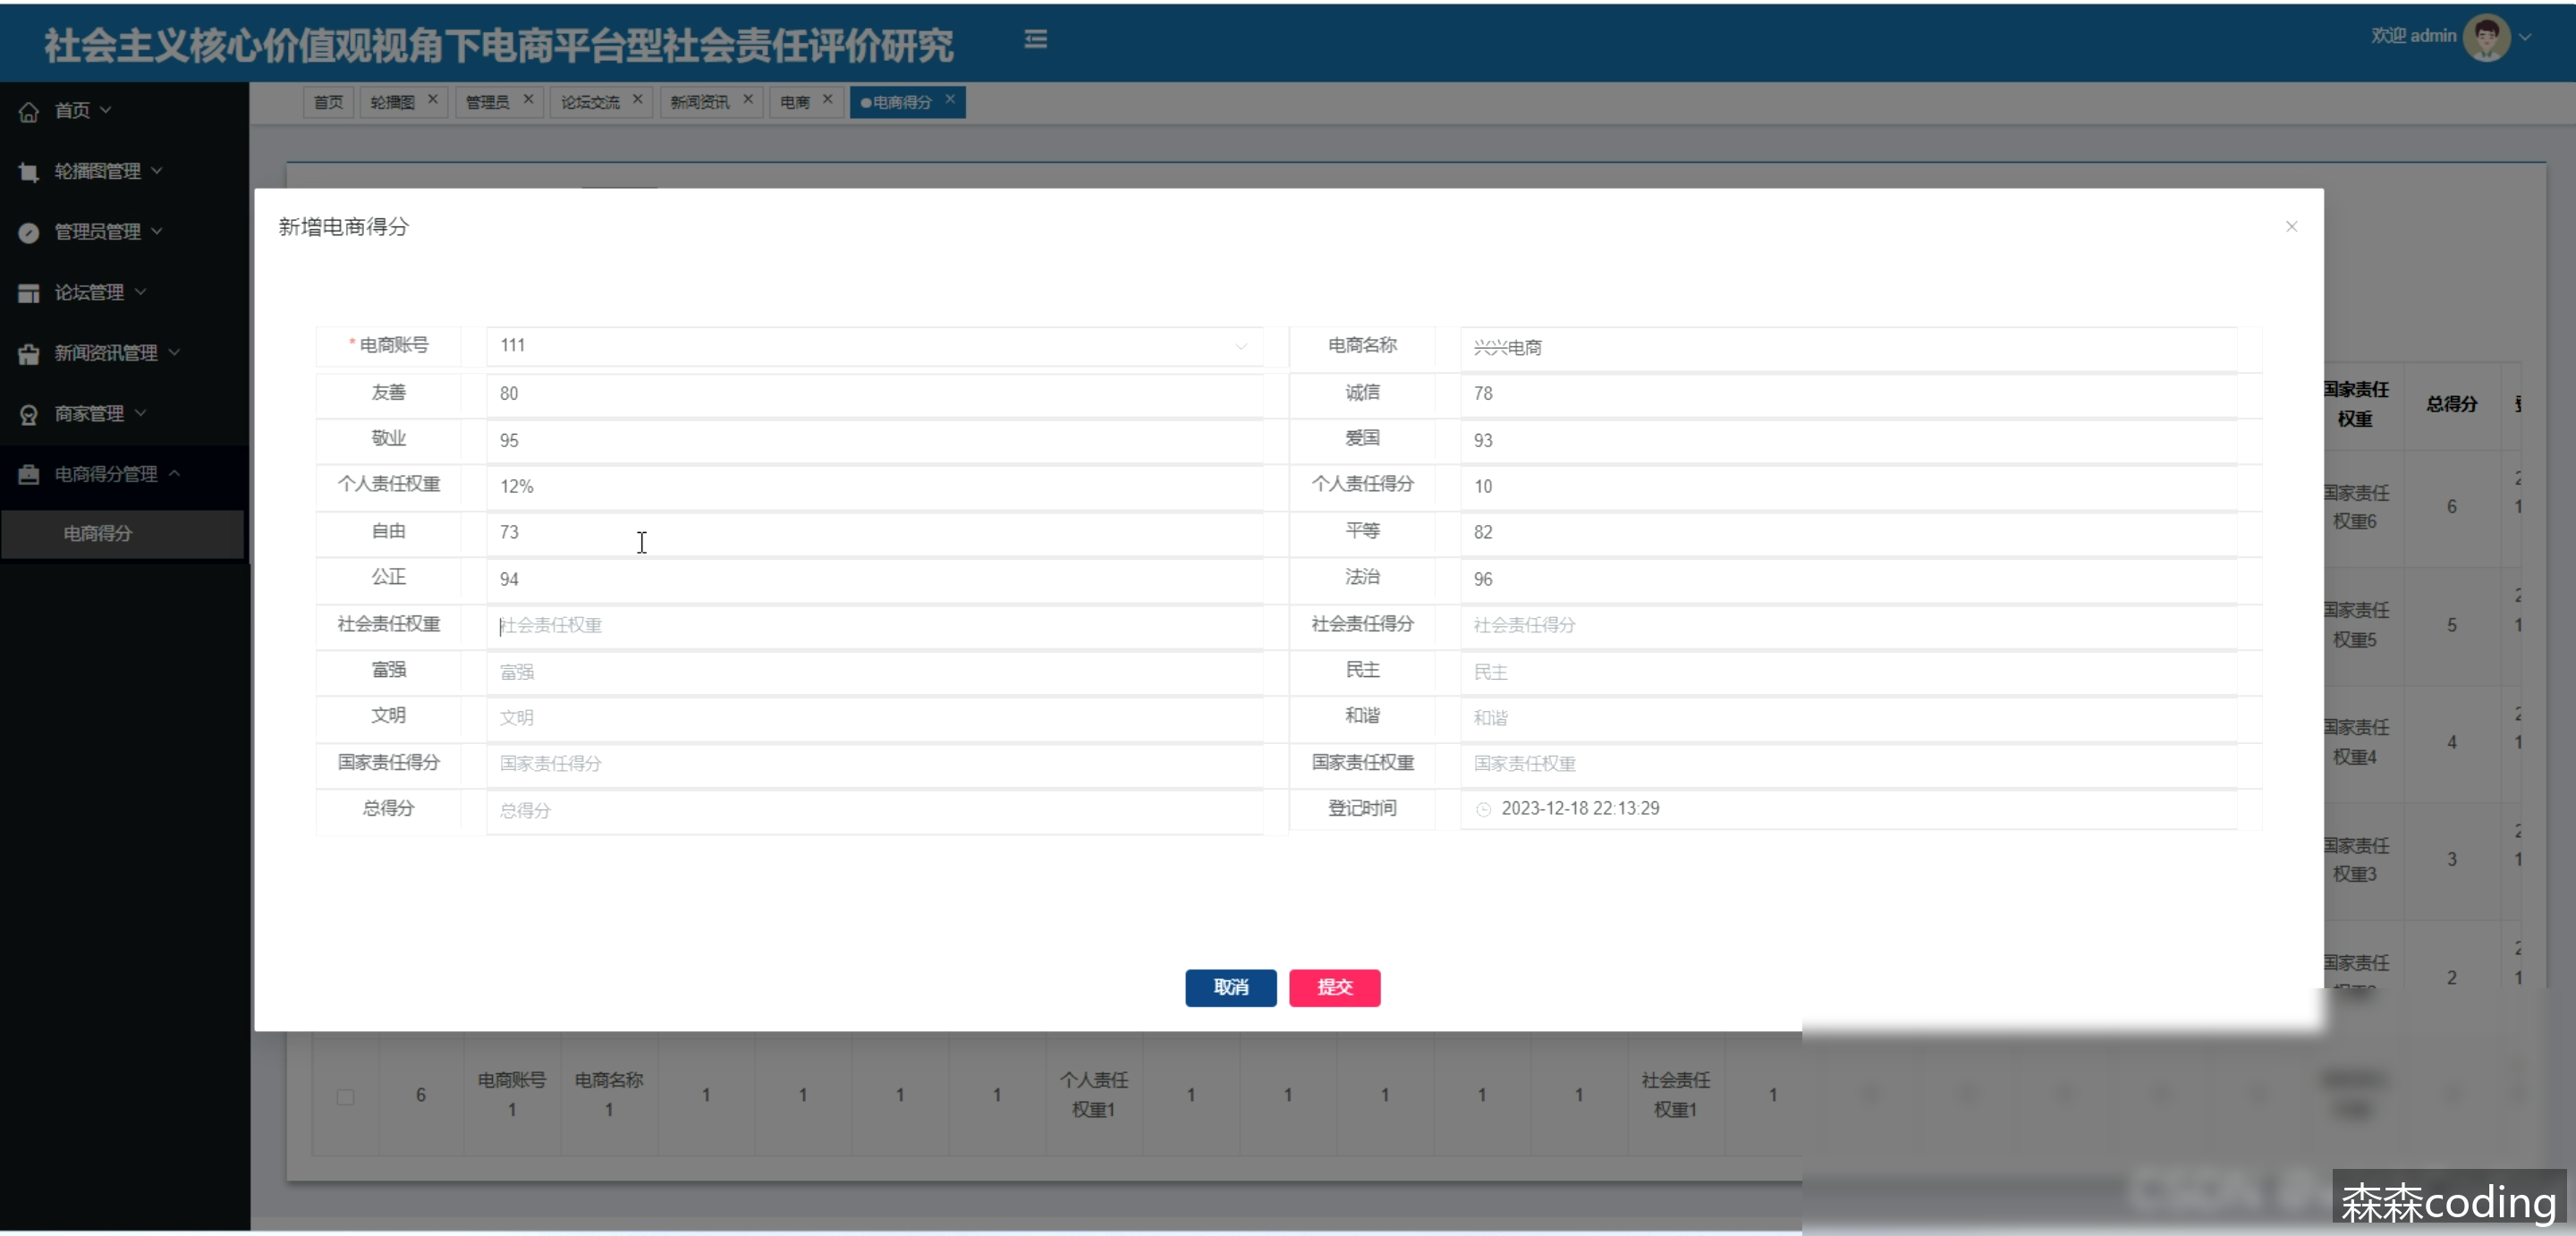 社会主义核心价值观视角下电商平台型社会责任评价研究
欢迎 admin
首页
轮播图
管理员
论坛交流
新闻资讯
电商
电商得分
首页
轮播图管理
管理员管理
论坛管理
新闻资讯管理
商家管理
电商得分管理
电商得分
新增电商得分
* 电商账号 111 电商名称 兴兴电商
友善 80 诚信 78
敬业 95 爱国 93
个人责任权重 12% 个人责任得分 10
自由 73 平等 82
公正 94 法治 96
社会责任权重 社会责任权重 社会责任得分 社会责任得分
富强 富强 民主 民主
文明 文明 和谐 和谐
国家责任得分 国家责任得分 国家责任权重 国家责任权重
总得分 总得分 登记时间 2023-12-18 22:13:29
取消 提交
国家责任
权重
总得分
国家责任
权重6
6
国家责任
权重5
5
国家责任
权重4
4
国家责任
权重3
3
国家责任
2
6
电商账号
1
电商名称
1
1 1 1 1
个人责任
权重1
1 1 1 1 1
社会责任
权重1
1
森森coding